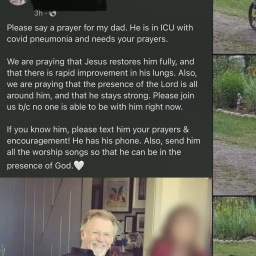 3h
Please say a prayer for my dad. He is in ICU with
covid pneumonia and needs your prayers.
We are praying that Jesus restores him fully, and
that there is rapid improvement in his lungs. Also,
we are praying that the presence of the Lord is all
around him, and that he stays strong. Please join
us b/c no one is able to be with him right now.
If you know him, please text him your prayers &
encouragement! He has his phone. Also, send him
all the worship songs so that he can be in the
presence of God.🤍